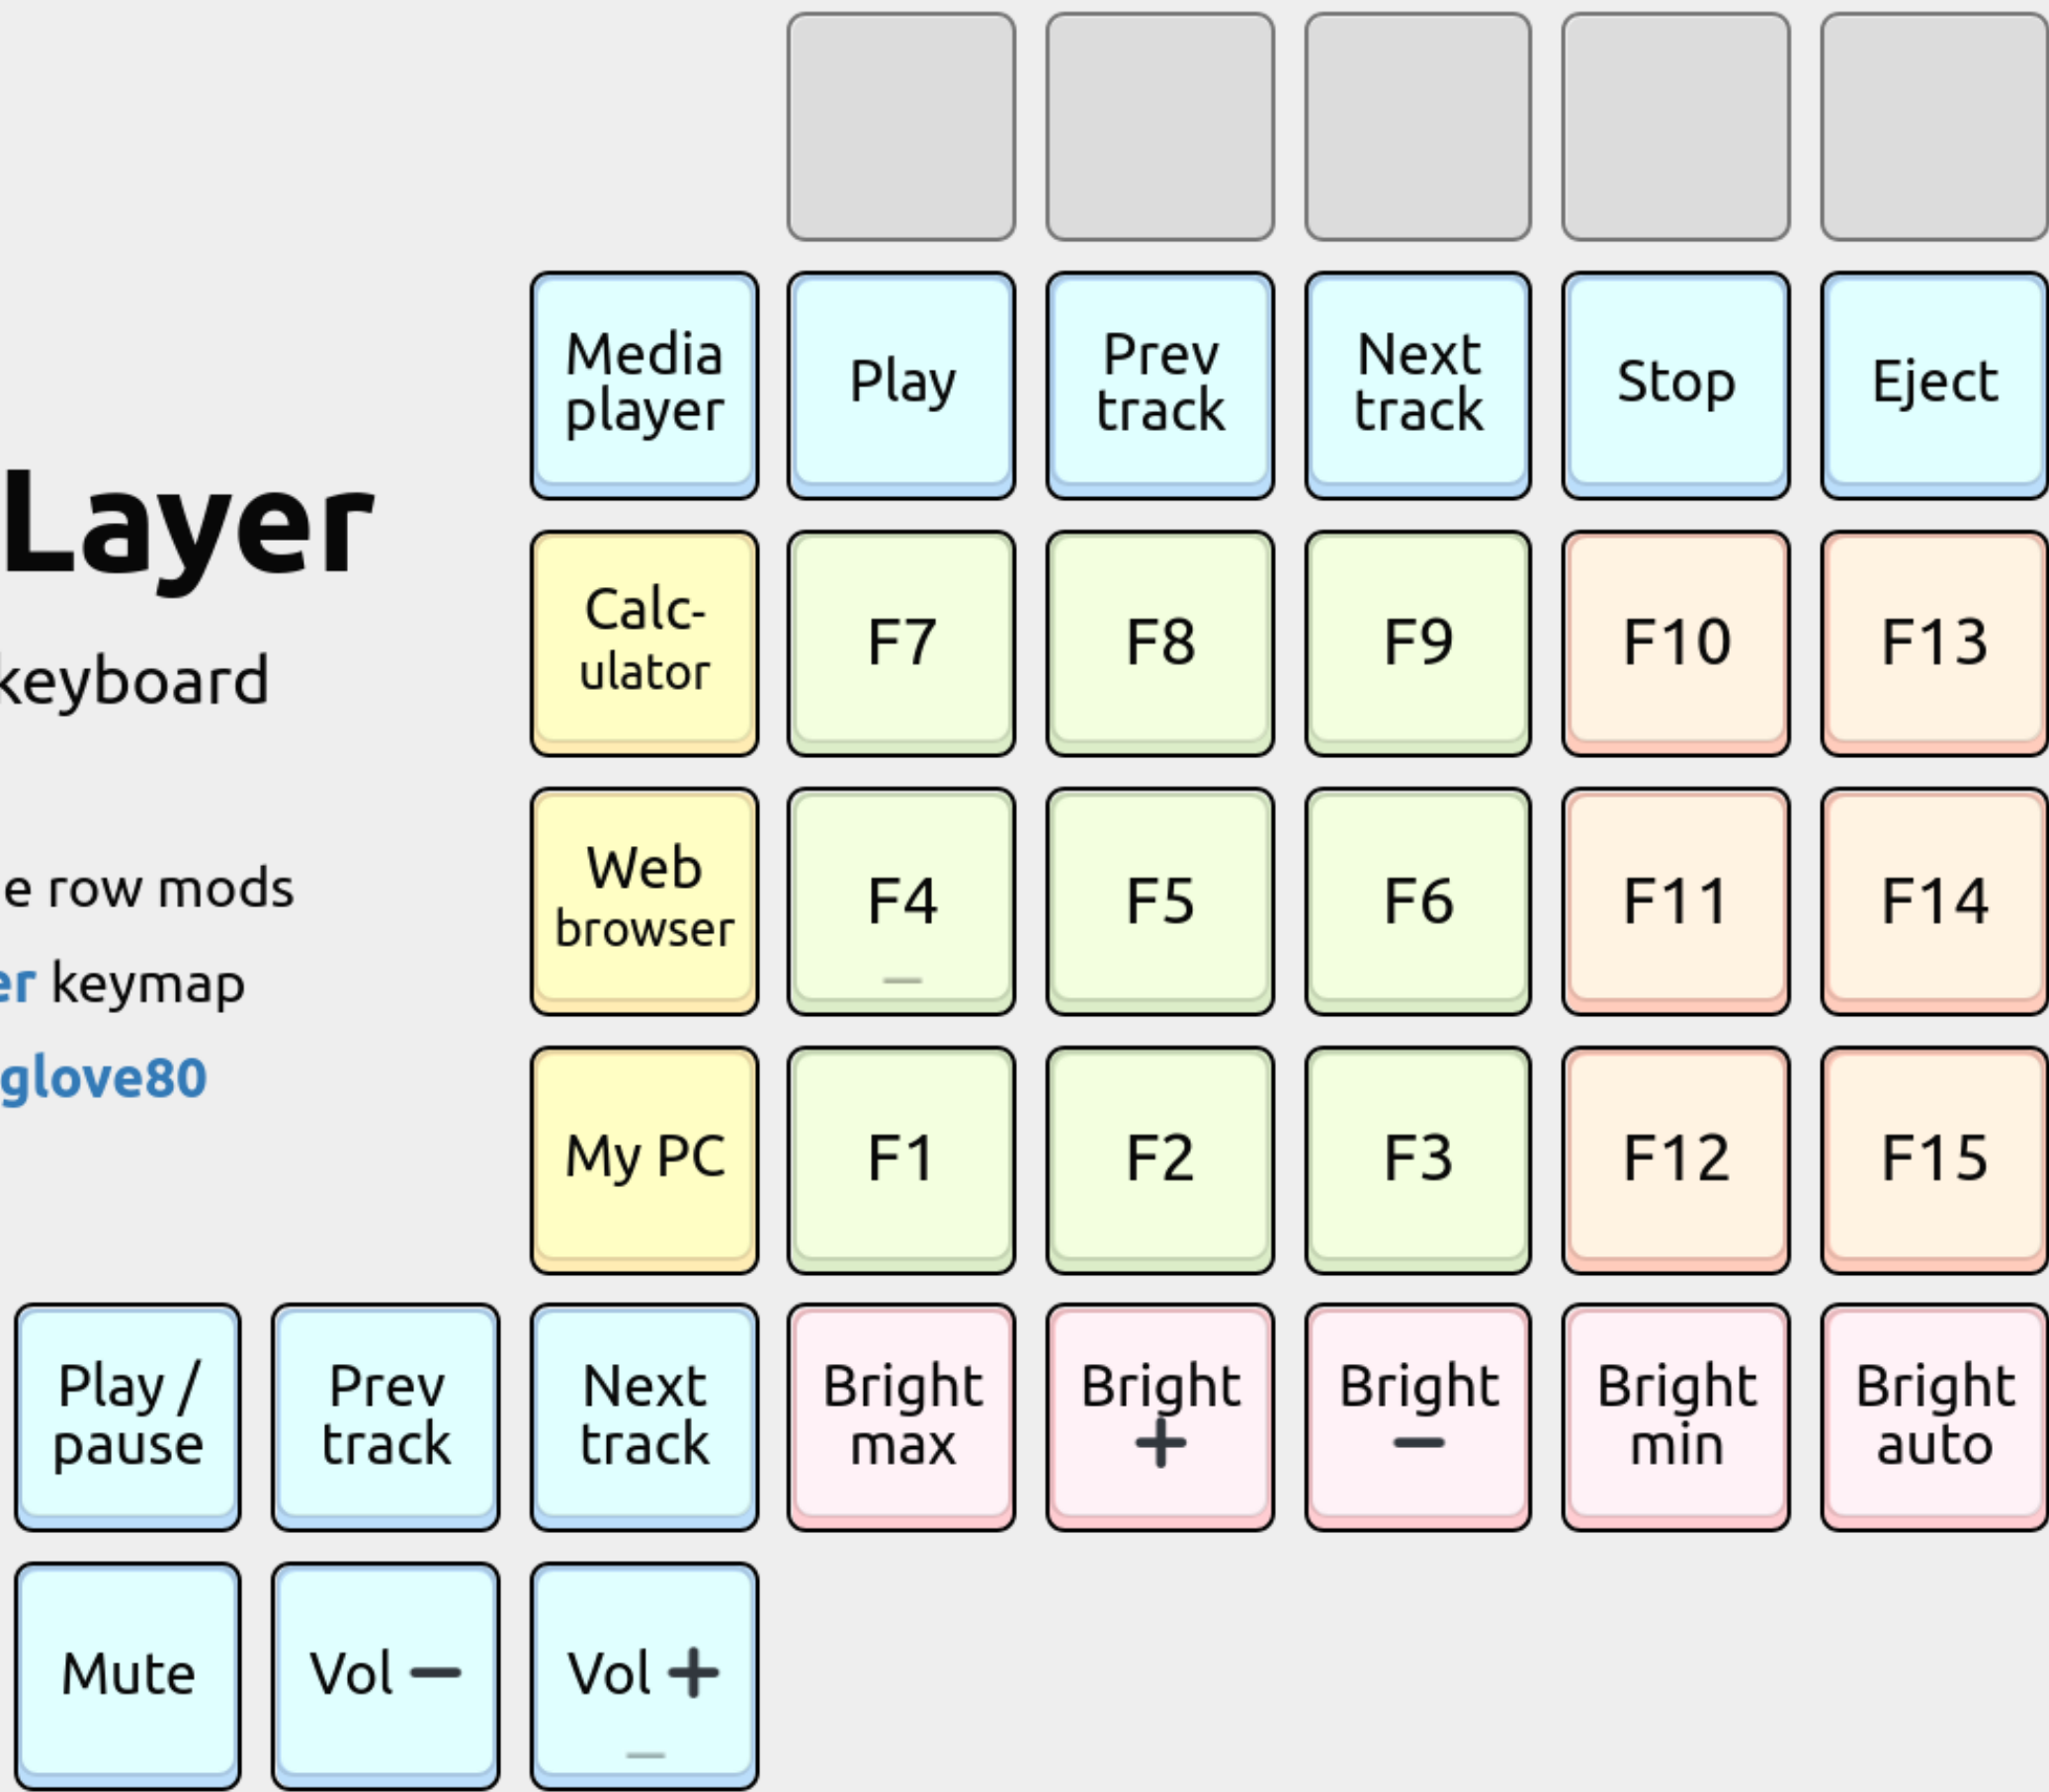 Media
player
Play
Prev
track
Next
track
Stop
Eject
Layer
keyboard
Calc-
ulator
F7
F8
F9
F10
F13
e row mods
er keymap
glove80
Web
browser
F4
F5
F6
F11
F14
My PC
F1
F2
F3
F12
F15
Play /
pause
Prev
track
Next
track
Bright
max
Bright
+
Bright
−
Bright
min
Bright
auto
Mute
Vol −
Vol +